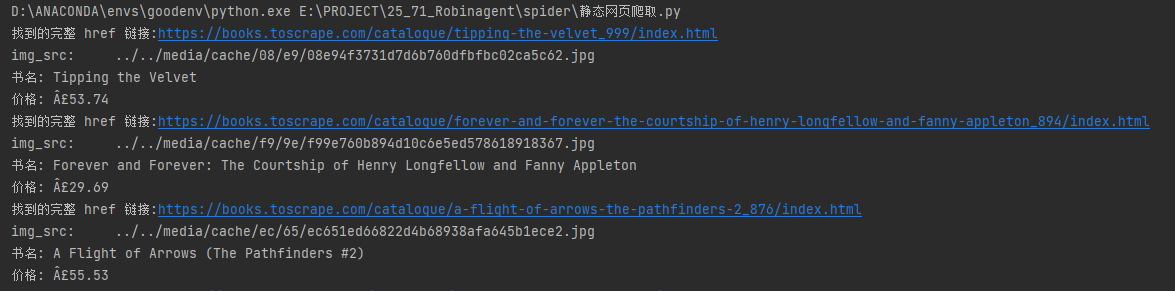 D:\ANACONDA\envs\goodenv\python.exe E:\PROJECT\25_71_Robinagent\spider\静态网页爬取.py
找到的完整 href 链接:https://books.toscrape.com/catalogue/tipping-the-velvet_999/index.html
img_src:     ../../media/cache/08/e9/08e94f3731d7d6b760dfbfbc02ca5c62.jpg
书名: Tipping the Velvet
价格: Â£53.74
找到的完整 href 链接:https://books.toscrape.com/catalogue/forever-and-forever-the-courtship-of-henry-longfellow-and-fanny-appleton_894/index.html
img_src:     ../../media/cache/f9/9e/f99e760b894d10c6e5ed578618918367.jpg
书名: Forever and Forever: The Courtship of Henry Longfellow and Fanny Appleton
价格: Â£29.69
找到的完整 href 链接:https://books.toscrape.com/catalogue/a-flight-of-arrows-the-pathfinders-2_876/index.html
img_src:     ../../media/cache/ec/65/ec651ed66822d4b68938afa645b1ece2.jpg
书名: A Flight of Arrows (The Pathfinders #2)
价格: Â£55.53